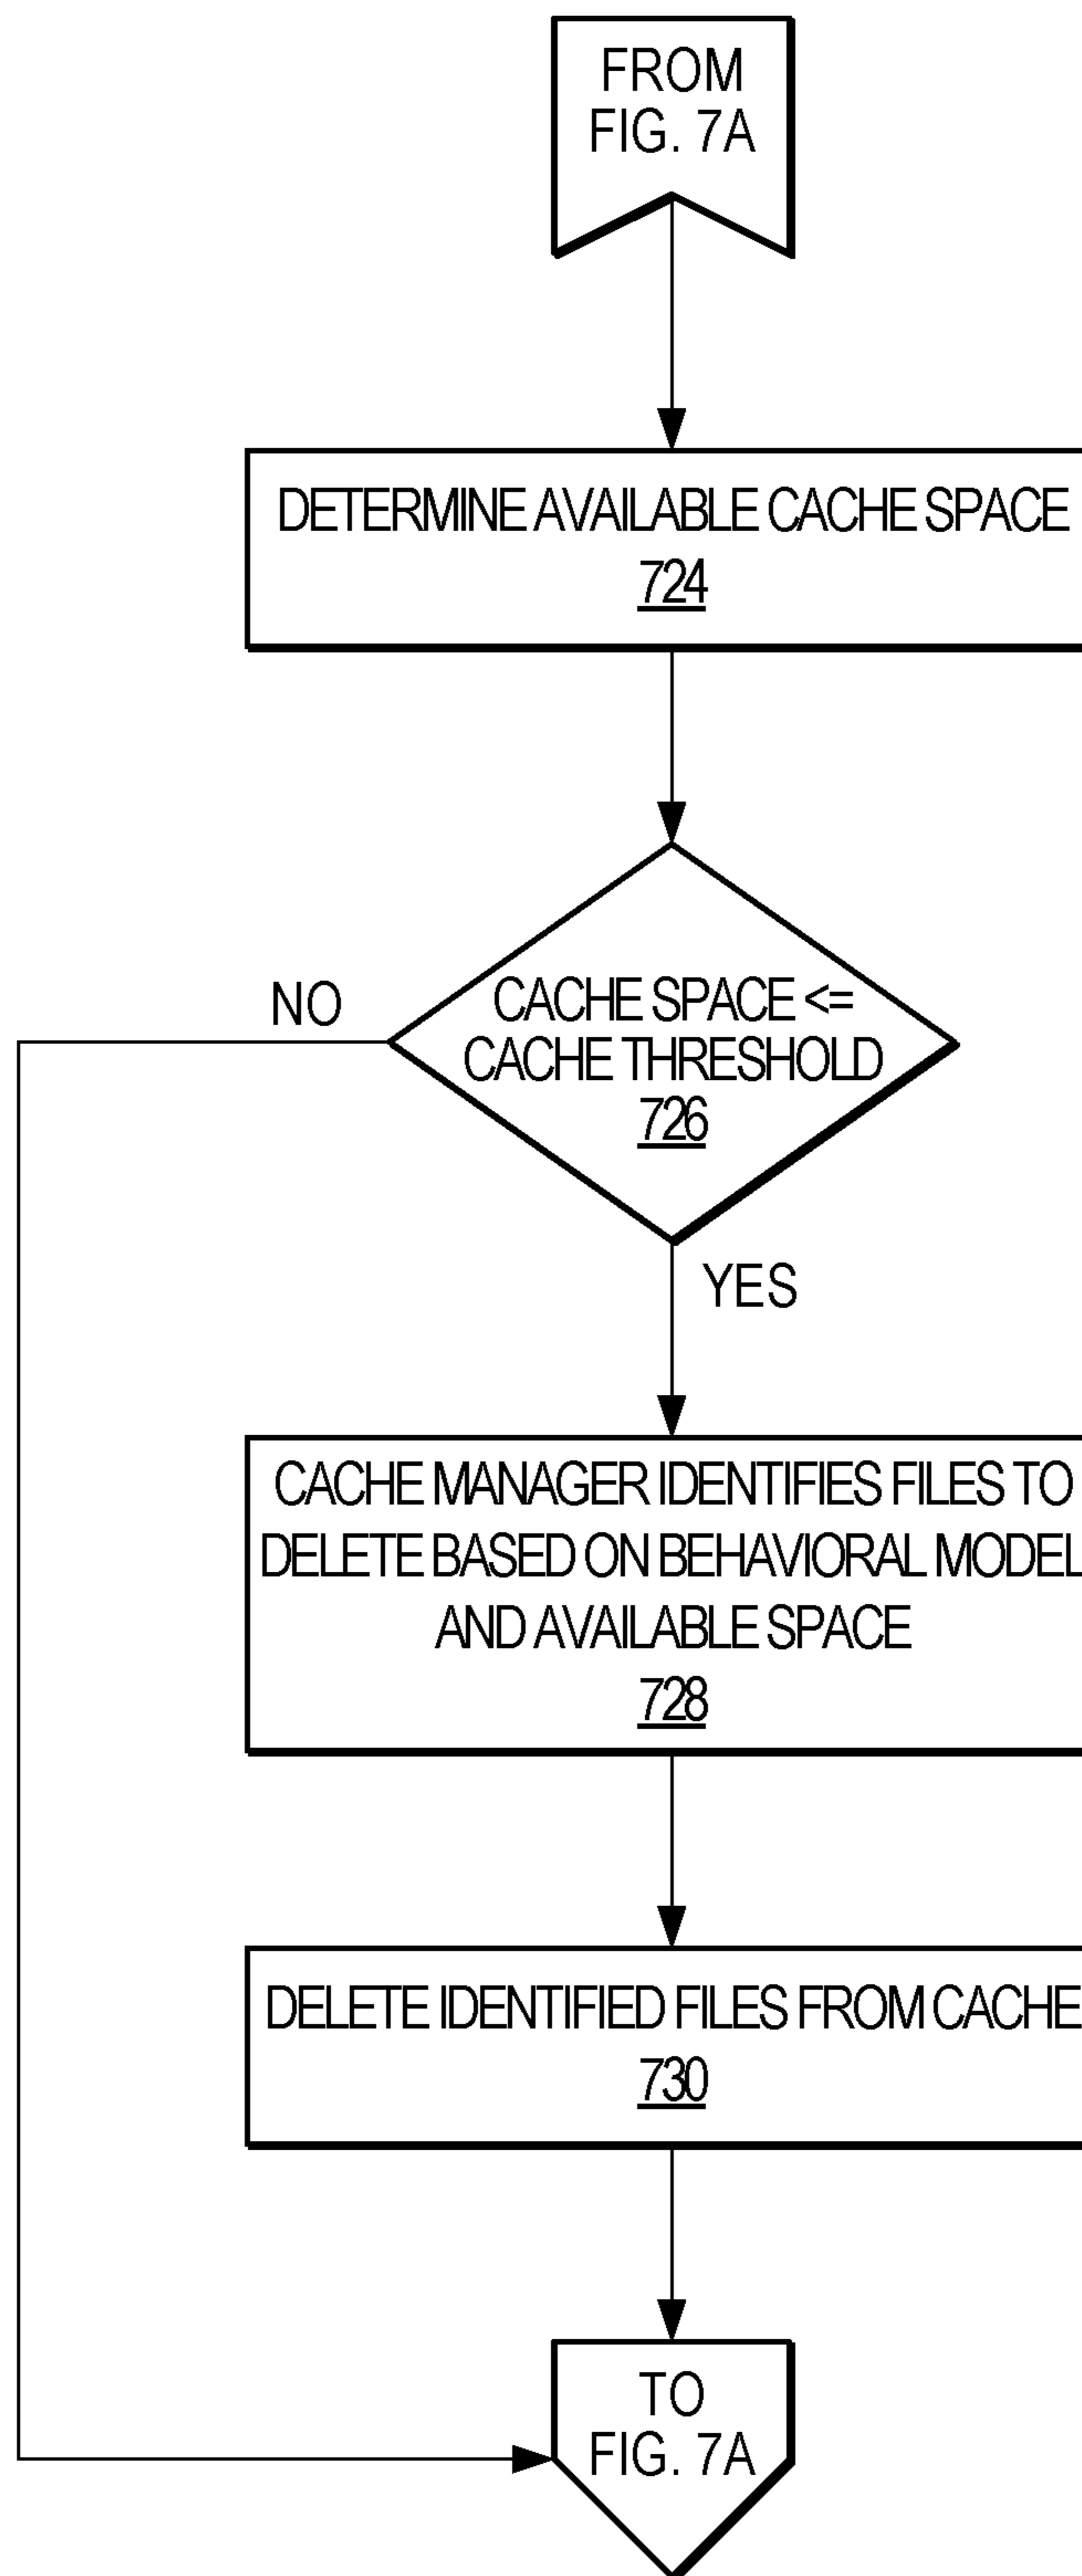 FROM
FIG. 7A
DETERMINE AVAILABLE CACHE SPACE
724
CACHE SPACE <=
CACHE THRESHOLD
726
NO
YES
CACHE MANAGER IDENTIFIES FILES TO
DELETE BASED ON BEHAVIORAL MODEL
AND AVAILABLE SPACE
728
DELETE IDENTIFIED FILES FROM CACHE
730
TO
FIG. 7A